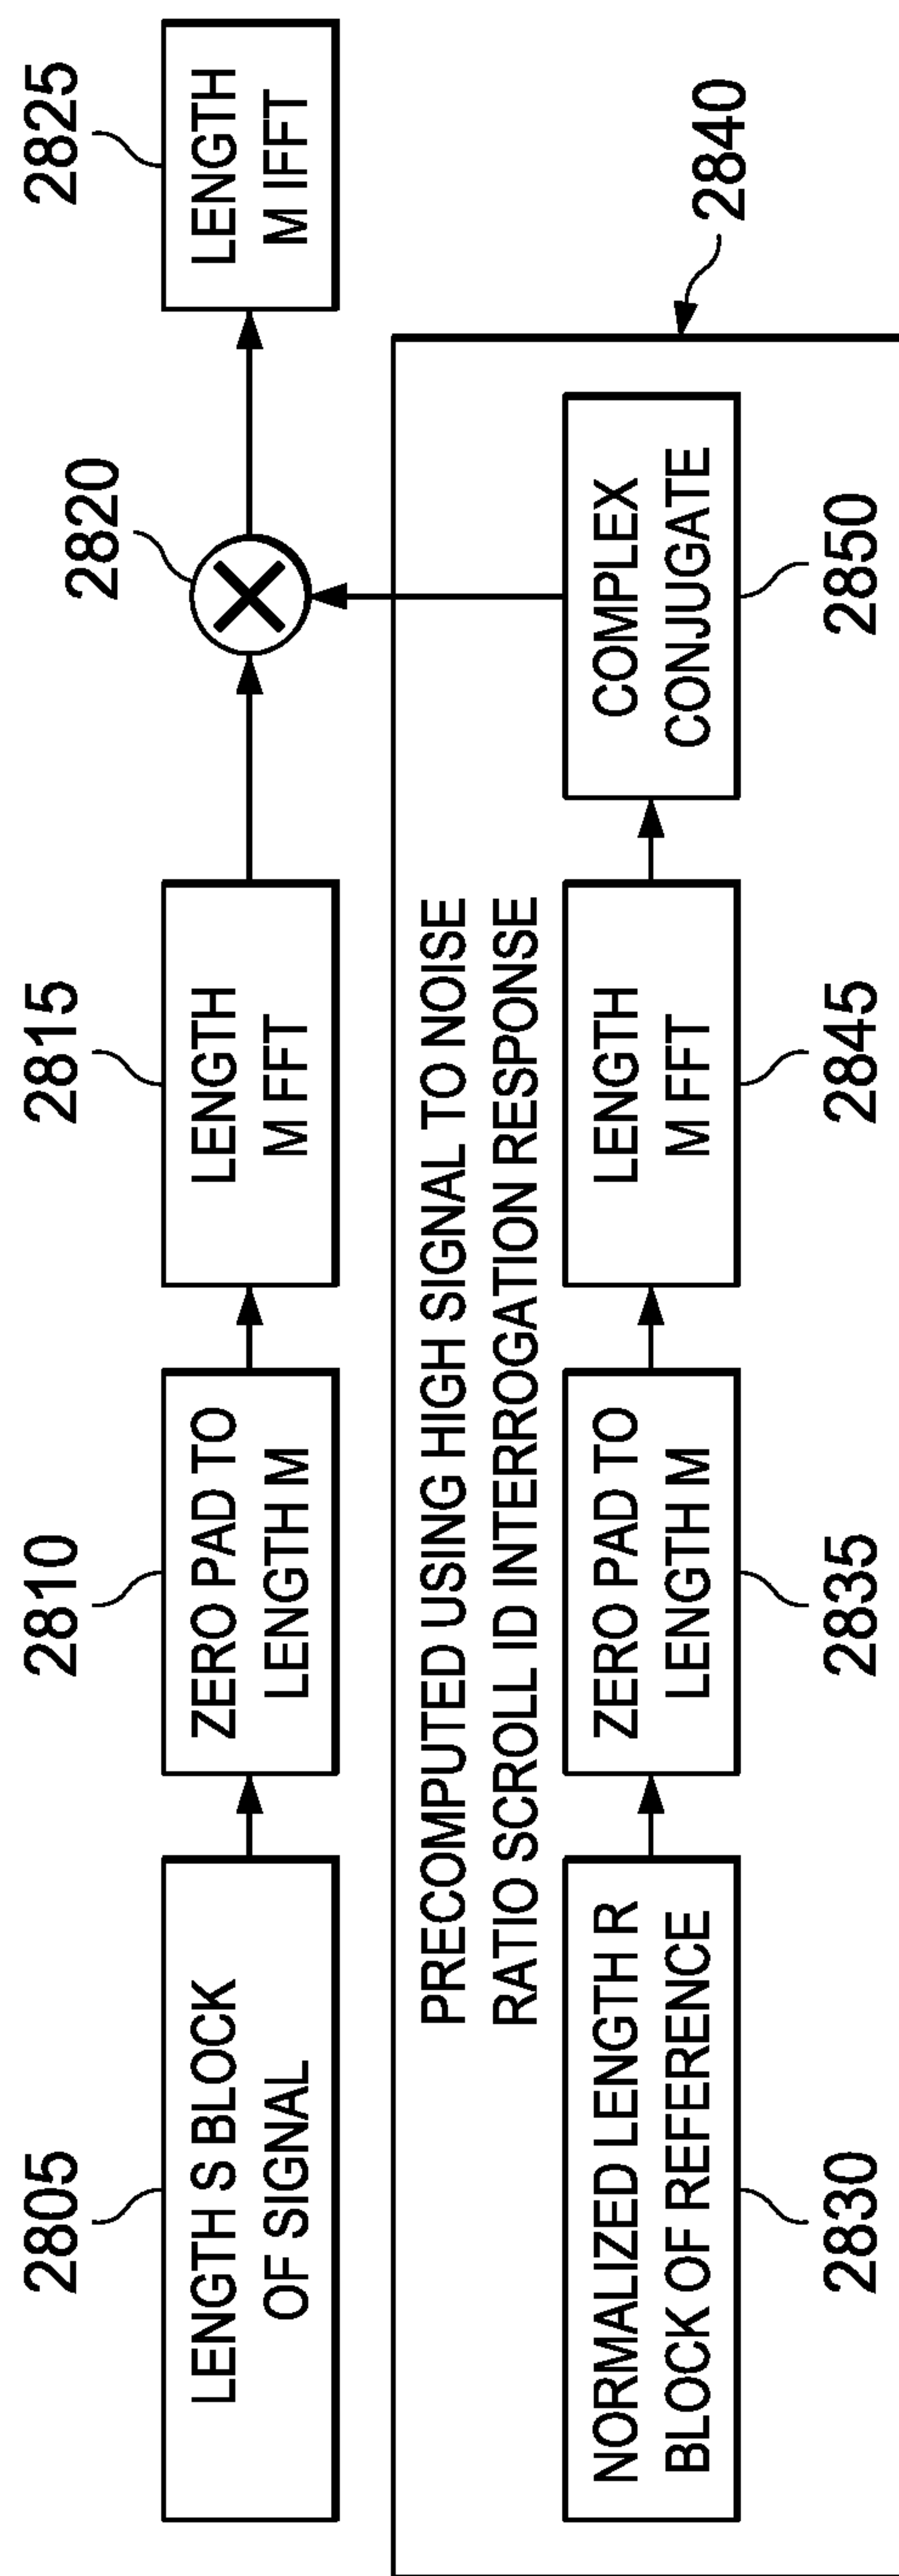 2805
2810
2815
2820
2825
LENGTH S BLOCK
OF SIGNAL
ZERO PAD TO
LENGTH M
LENGTH
M FFT
LENGTH
M IFFT
2840
PRECOMPUTED USING HIGH SIGNAL TO NOISE
RATIO SCROLL ID INTERROGATION RESPONSE
NORMALIZED LENGTH R
BLOCK OF REFERENCE
ZERO PAD TO
LENGTH M
LENGTH
M FFT
COMPLEX
CONJUGATE
2830
2835
2845
2850